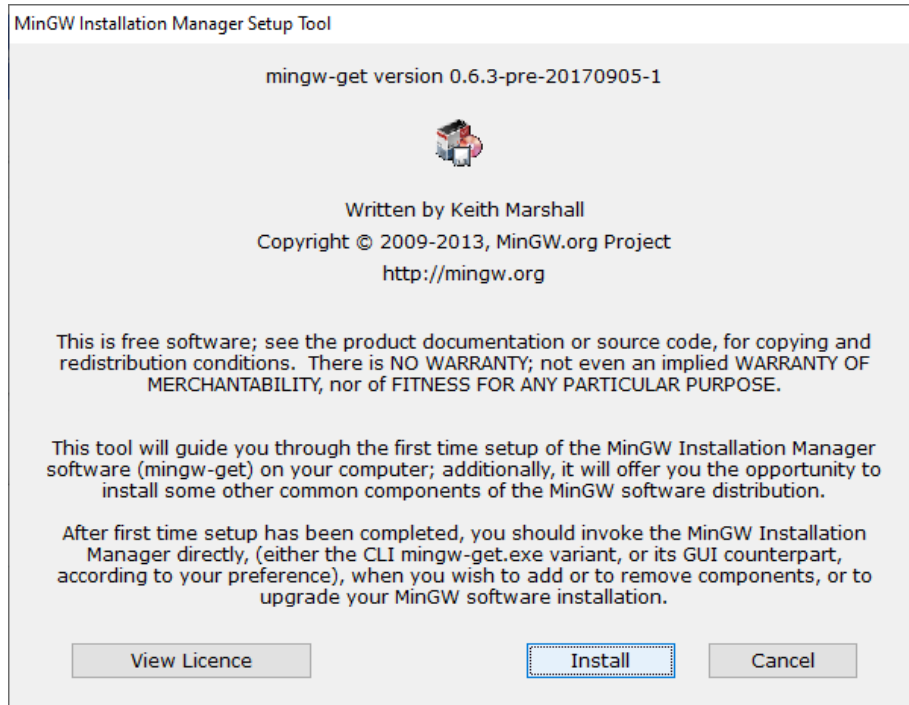 MinGW Installation Manager Setup Tool
mingw-get version 0.6.3-pre-20170905-1
Written by Keith Marshall
Copyright © 2009-2013, MinGW.org Project
http://mingw.org
This is free software; see the product documentation or source code, for copying and
redistribution conditions.  There is NO WARRANTY; not even an implied WARRANTY OF
MERCHANTABILITY, nor of FITNESS FOR ANY PARTICULAR PURPOSE.
This tool will guide you through the first time setup of the MinGW Installation Manager
software (mingw-get) on your computer; additionally, it will offer you the opportunity to
install some other common components of the MinGW software distribution.
After first time setup has been completed, you should invoke the MinGW Installation
Manager directly, (either the CLI mingw-get.exe variant, or its GUI counterpart,
according to your preference), when you wish to add or to remove components, or to
upgrade your MinGW software installation.
View Licence
Install
Cancel